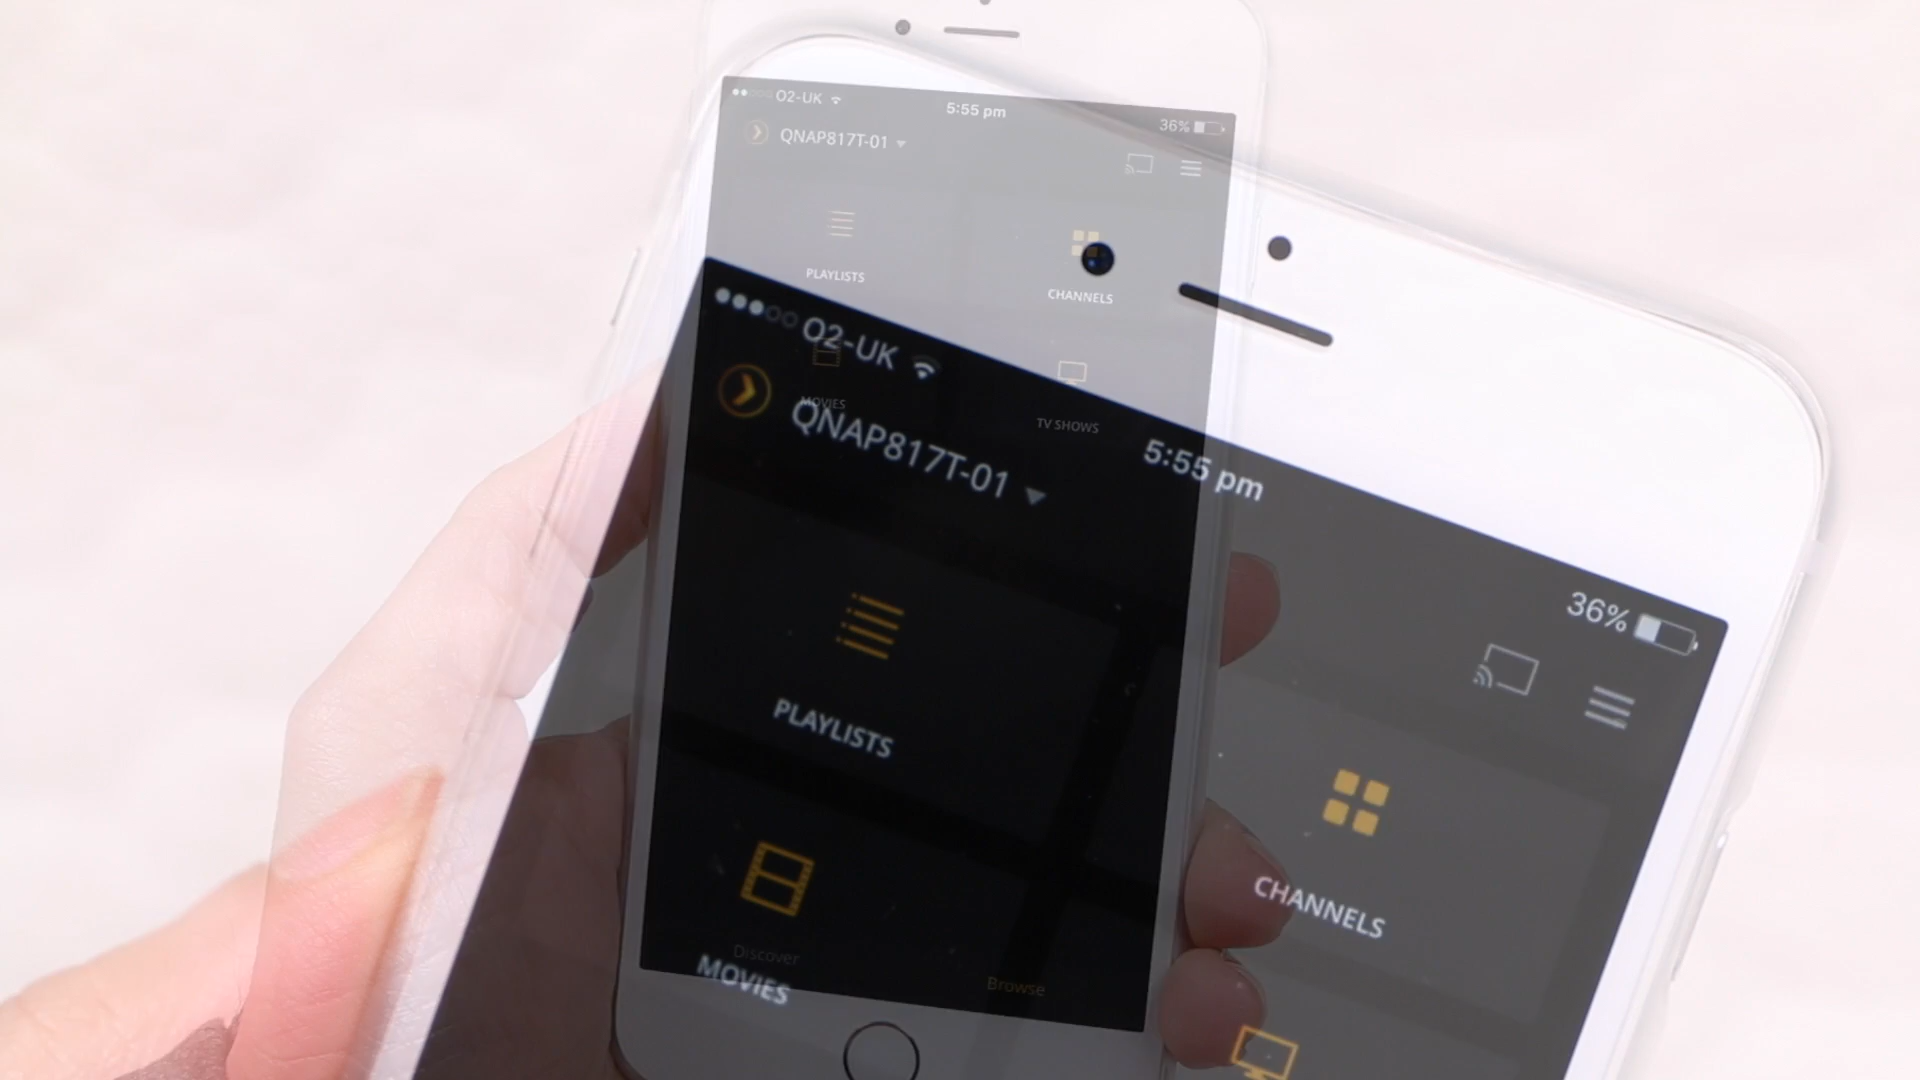 O2-UK
5:55 pm
36%
QNAP817T-01
PLAYLISTS
CHANNELS
MOVIES
TV SHOWS
Discover
Browse
O2-UK
5:55 pm
36%
QNAP817T-01
PLAYLISTS
CHANNELS
MOVIES